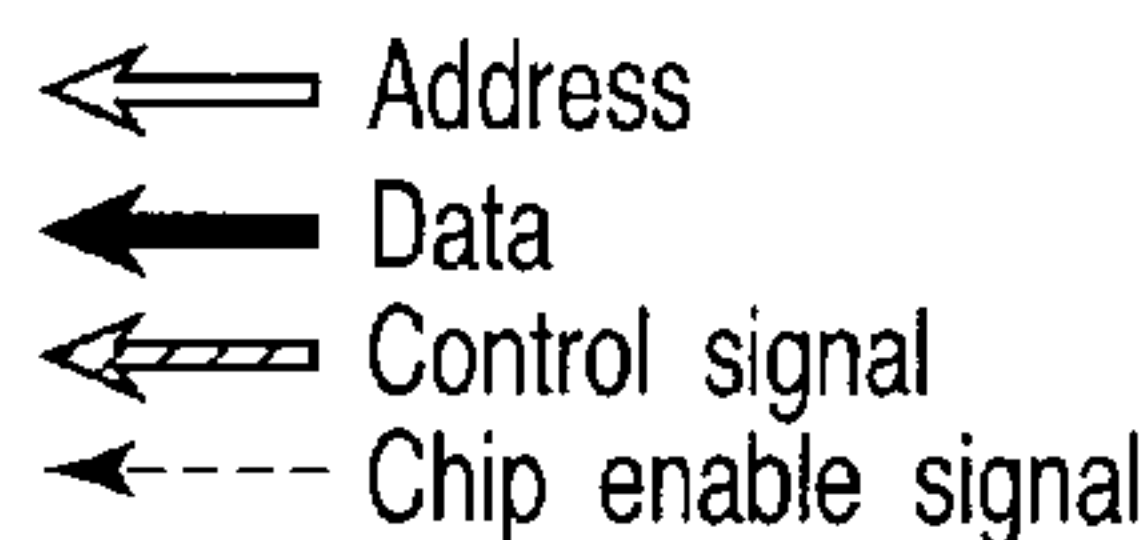 Address
Data
Control signal
Chip enable signal